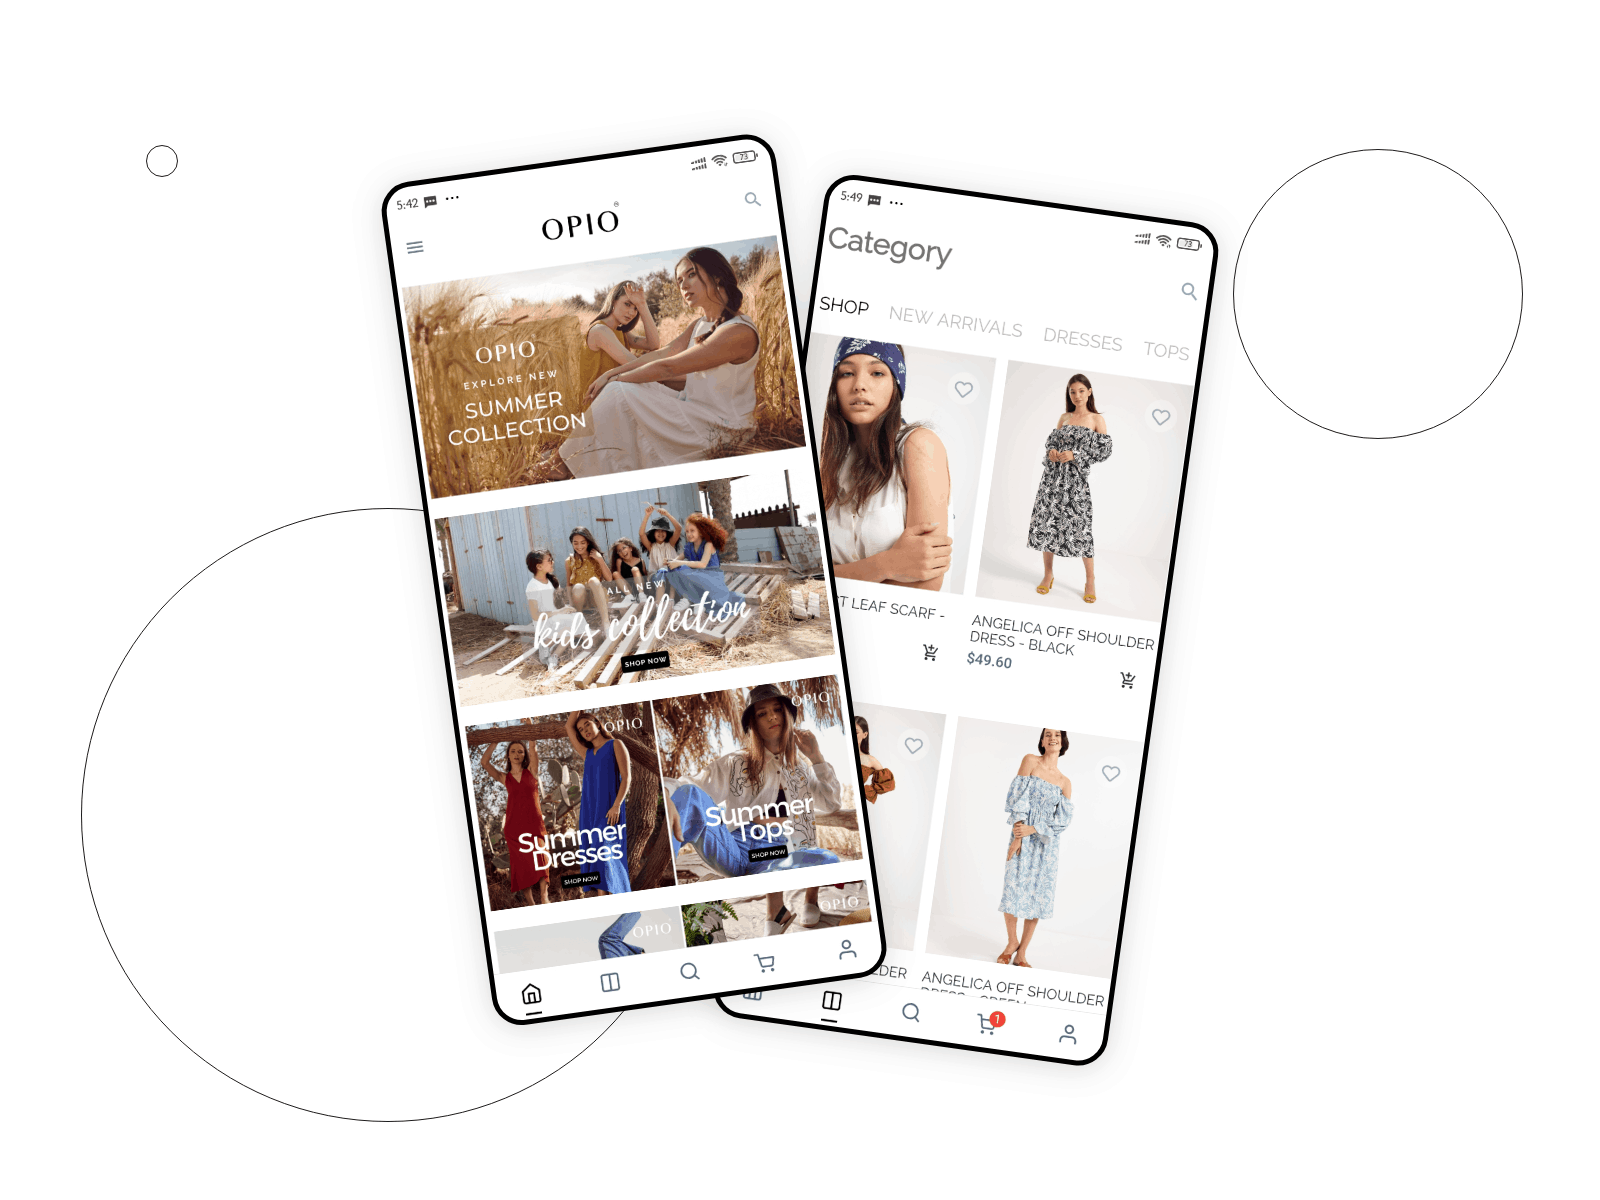 5:42
73
OPIO
®
OPIO
EXPLORE NEW
SUMMER
COLLECTION
ALL NEW
kids collection
SHOP NOW
OPIO
Summer
Dresses
SHOP NOW
OPIO
Summer
Tops
SHOP NOW
OPIO
OPIO
5:49
73
Category
SHOP NEW ARRIVALS DRESSES TOPS
LEAF SCARF -
ANGELICA OFF SHOULDER
DRESS - BLACK
$49.60
ANGELICA OFF SHOULDER
1